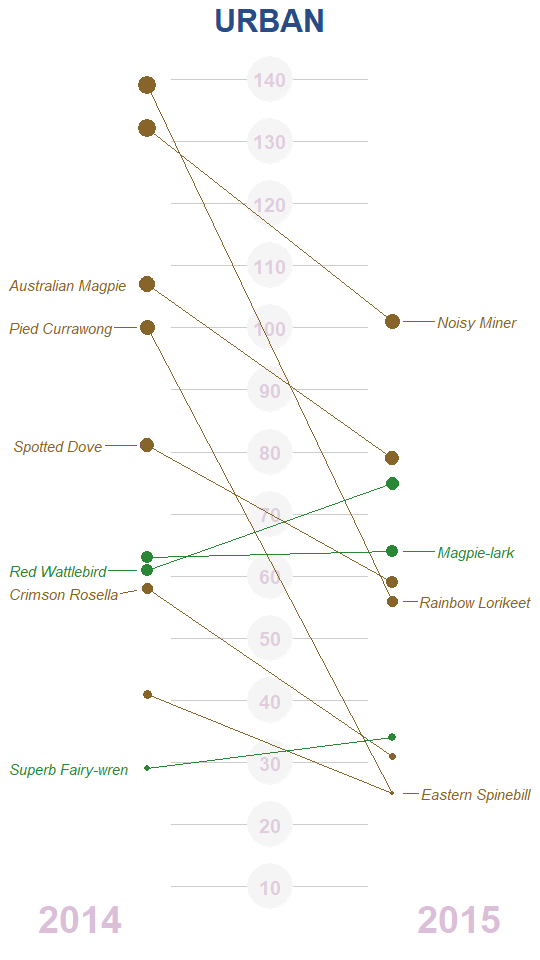 URBAN
140
130
120
110
Australian Magpie
Pied Currawong
100
Noisy Miner
90
Spotted Dove
80
70
Magpie-lark
Red Wattlebird
60
Crimson Rosella
Rainbow Lorikeet
50
40
Superb Fairy-wren
30
Eastern Spinebill
20
10
2014
2015